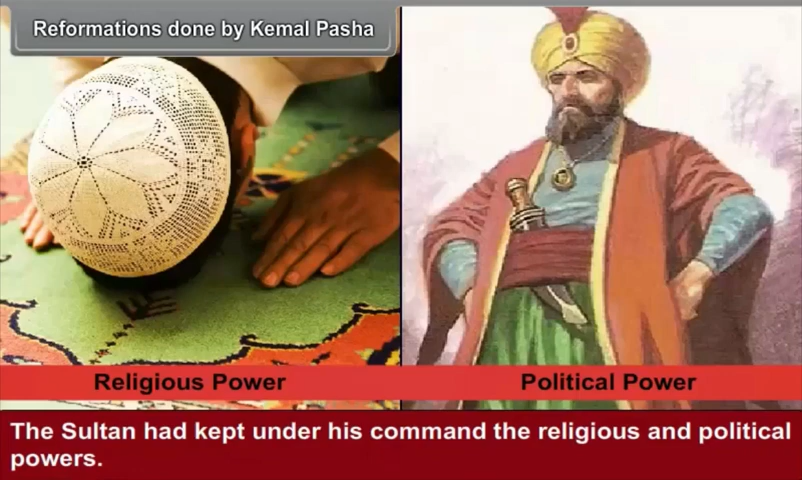 Reformations done by Kemal Pasha
Religious Power
Political Power
The Sultan had kept under his command the religious and political
powers.